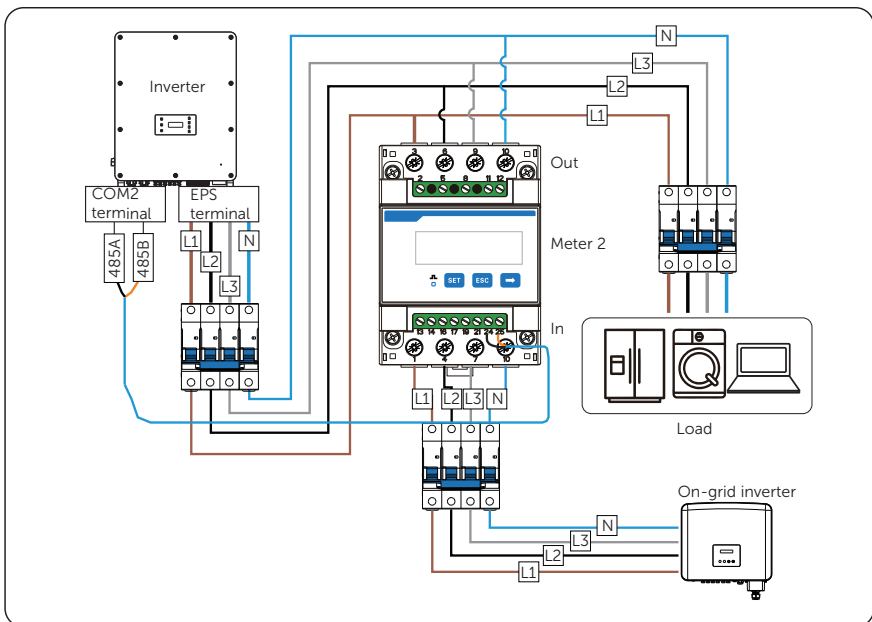 N
L3
L2
L1
Inverter
COM2
terminal
EPS
terminal
485A
485B
L1
L2
L3
N
3 6 9 10
Out
2 5 8 11 12
Meter 2
SET ESC
In
13 14 16 17 19 21 24 25
1 4 7 10
L1 L2 L3 N
Load
On-grid inverter
N
L3
L2
L1